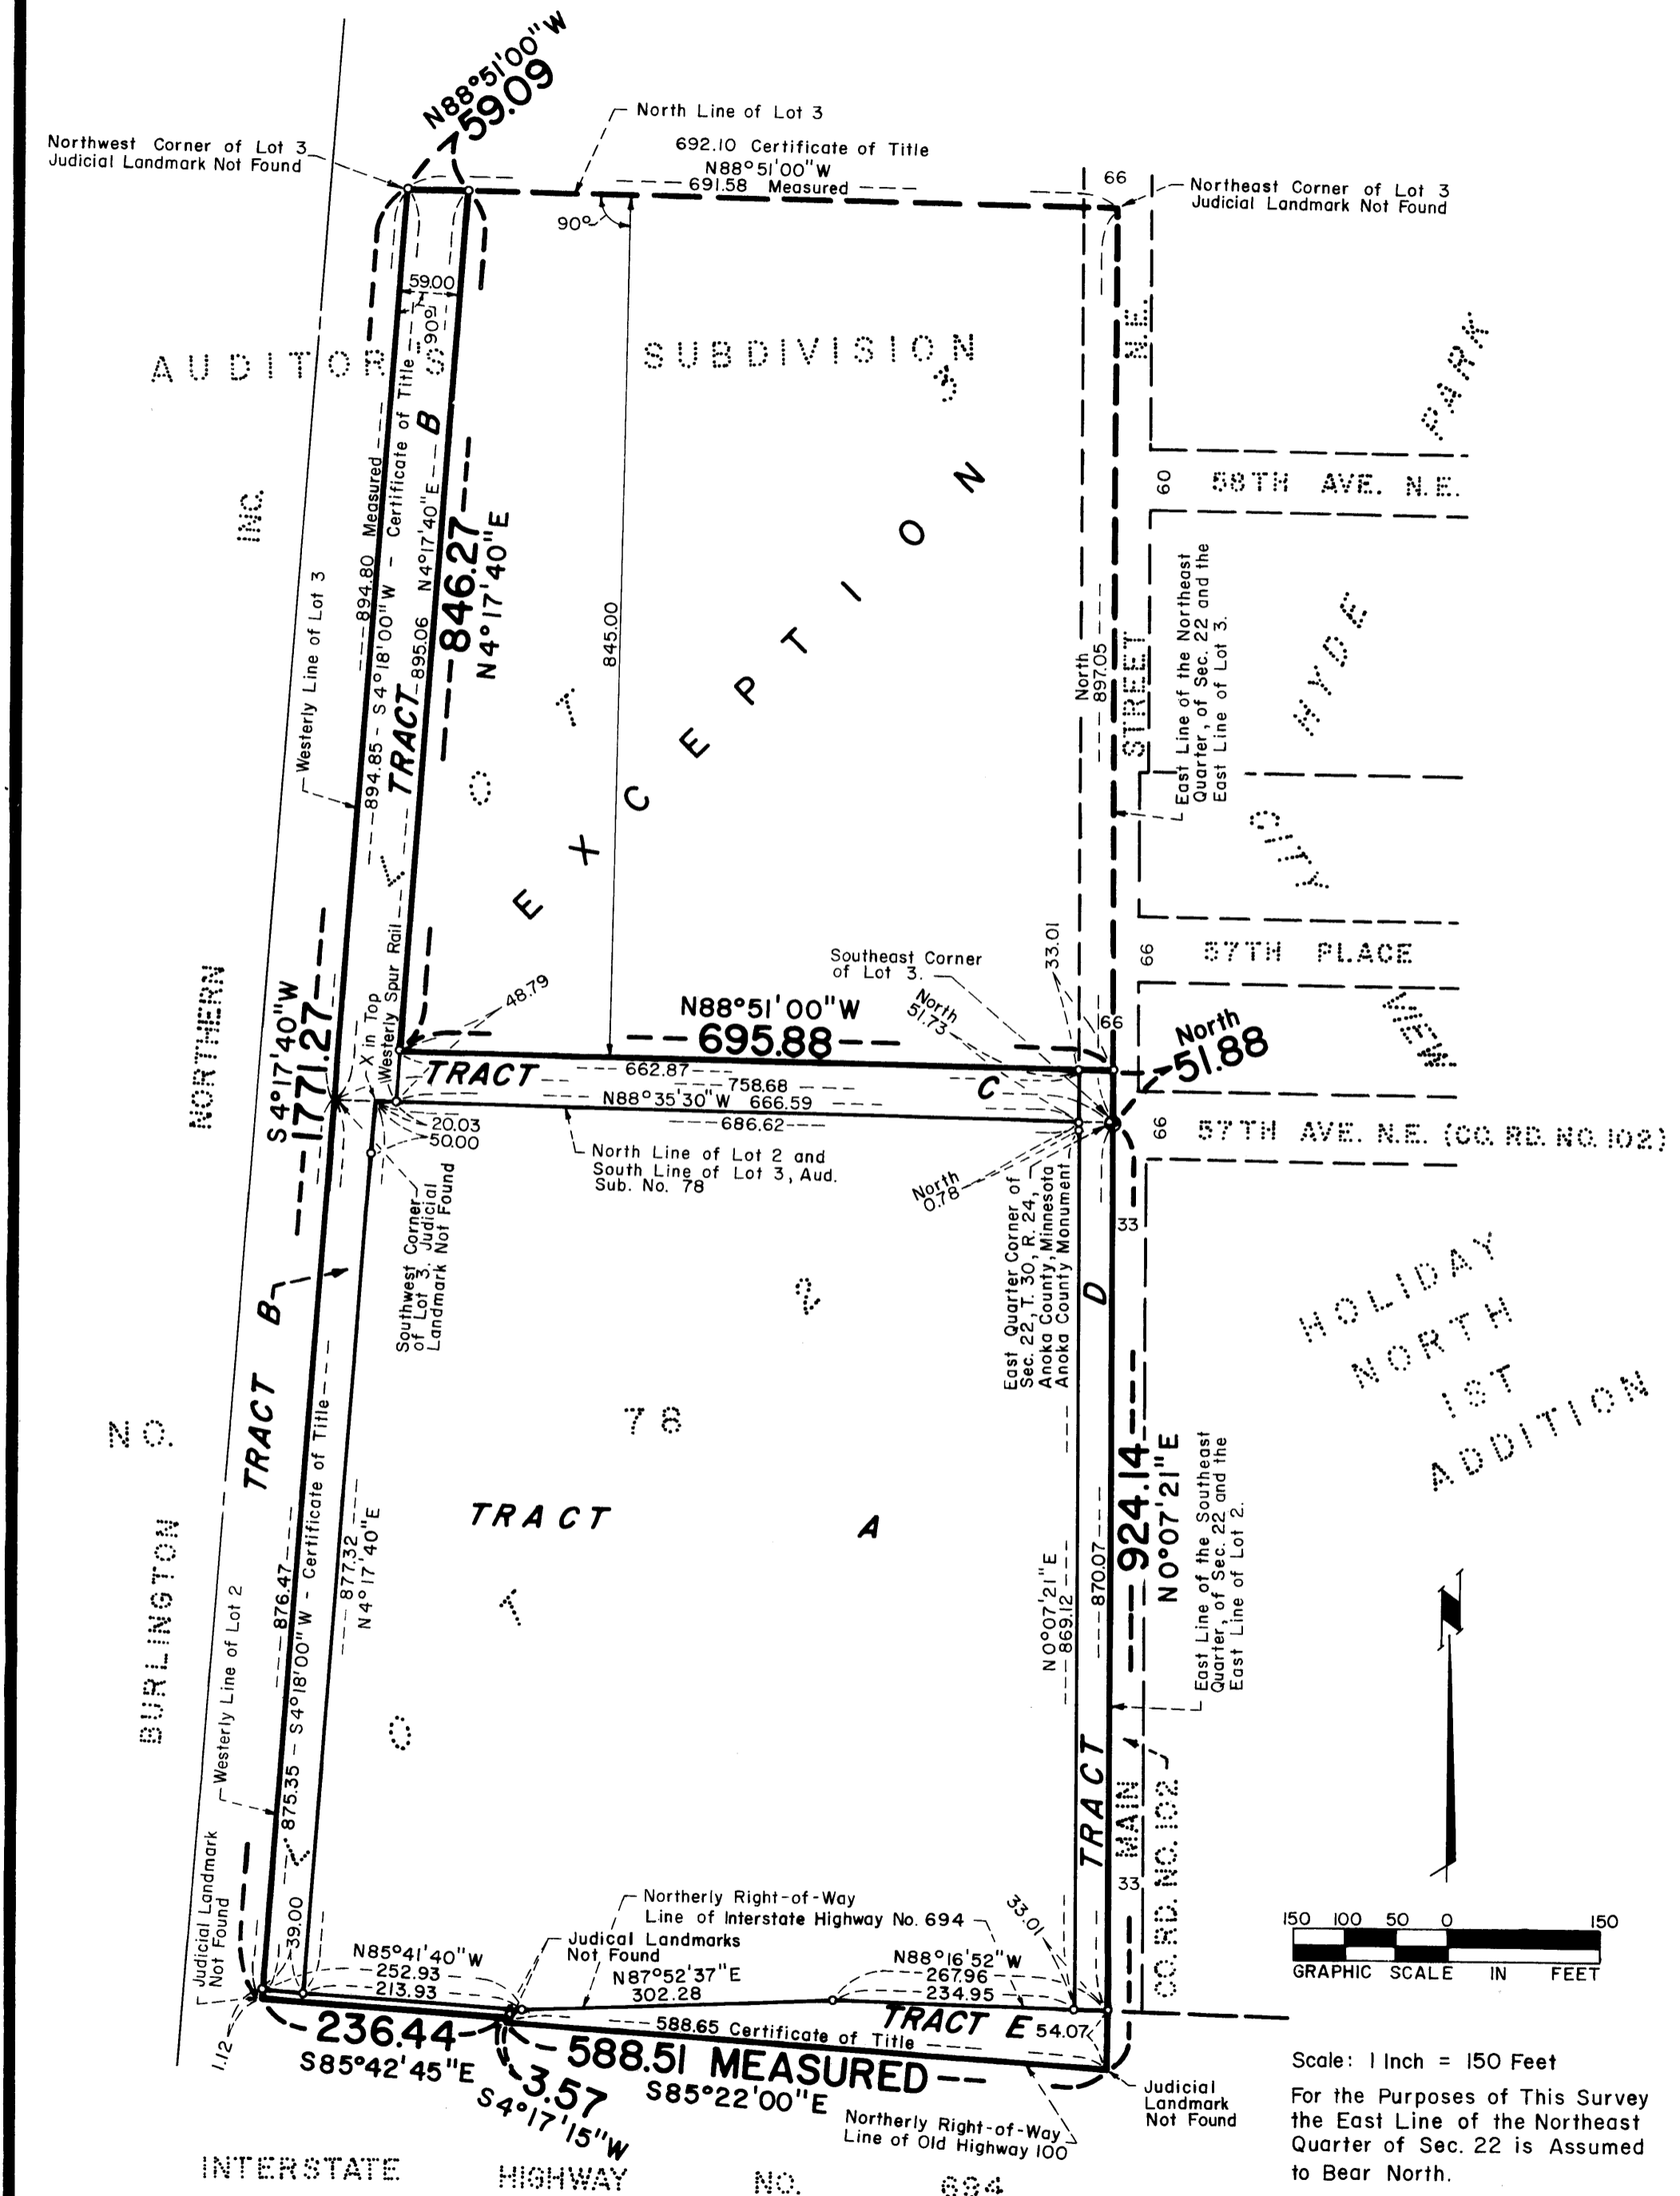 N88°51'00"W
59.09
North Line of Lot 3
Northwest Corner of Lot 3
Judicial Landmark Not Found
692.10 Certificate of Title
N88°51'00"W
691.58 Measured
66
Northeast Corner of Lot 3
Judicial Landmark Not Found
90°
59.00
90°
AUDITOR'S SUBDIVISION
N.E.
PARK
3
INC.
894.80 Measured
894.85 - S4°18'00"W - Certificate of Title
TRACT B
895.06 N4°17'40"E
846.27
N4°17'40"E
Westerly Line of Lot 3
845.00
EXCEPTION
LOT
60
58TH AVE. N.E.
East Line of the Northeast
Quarter, of Sec. 22 and the
East Line of Lot 3.
HYDE
North
897.05
STREET
CITY
VIEW
NORTHERN
S4°17'40"W
1771.27
X in Top
Westerly Spur Rail
48.79
Southeast Corner
of Lot 3.
33.01
66
57TH PLACE
N88°51'00"W
695.88
North
51.73
66
North
51.88
TRACT C
662.87
758.68
N88°35'30"W 666.59
686.62
20.03
50.00
66
57TH AVE. N.E. (CO. RD. NO. 102)
North Line of Lot 2 and
South Line of Lot 3, Aud.
Sub. No. 78
North
0.78
Southwest Corner
of Lot 3. Judicial
Landmark Not Found
East Quarter Corner of
Sec. 22, T. 30, R. 24,
Anoka County, Minnesota
Anoka County Monument
33
D
2
HOLIDAY
NORTH
1ST
ADDITION
TRACT B
NO.
78
TRACT A
LOT
BURLINGTON
Westerly Line of Lot 2
876.47
875.35 - S4°18'00"W - Certificate of Title
877.32
N4°17'40"E
N0°07'21"E
869.12
870.07
924.14
N0°07'21"E
East Line of the Southeast
Quarter, of Sec. 22 and the
East Line of Lot 2.
TRACT
MAIN
CO. RD. NO. 102
33
Judicial Landmark
Not Found
39.00
Northerly Right-of-Way
Line of Interstate Highway No. 694
33.01
Judical Landmarks
Not Found
N85°41'40"W
252.93
213.93
N87°52'37"E
302.28
N88°16'52"W
267.96
234.95
TRACT E
54.07
1.12
236.44
S85°42'45"E
588.65 Certificate of Title
588.51 MEASURED
S85°22'00"E
3.57
S4°17'15"W
Northerly Right-of-Way
Line of Old Highway 100
Judicial
Landmark
Not Found
INTERSTATE HIGHWAY NO. 694
150 100 50 0 150
GRAPHIC SCALE IN FEET
Scale: 1 Inch = 150 Feet
For the Purposes of This Survey
the East Line of the Northeast
Quarter of Sec. 22 is Assumed
to Bear North.